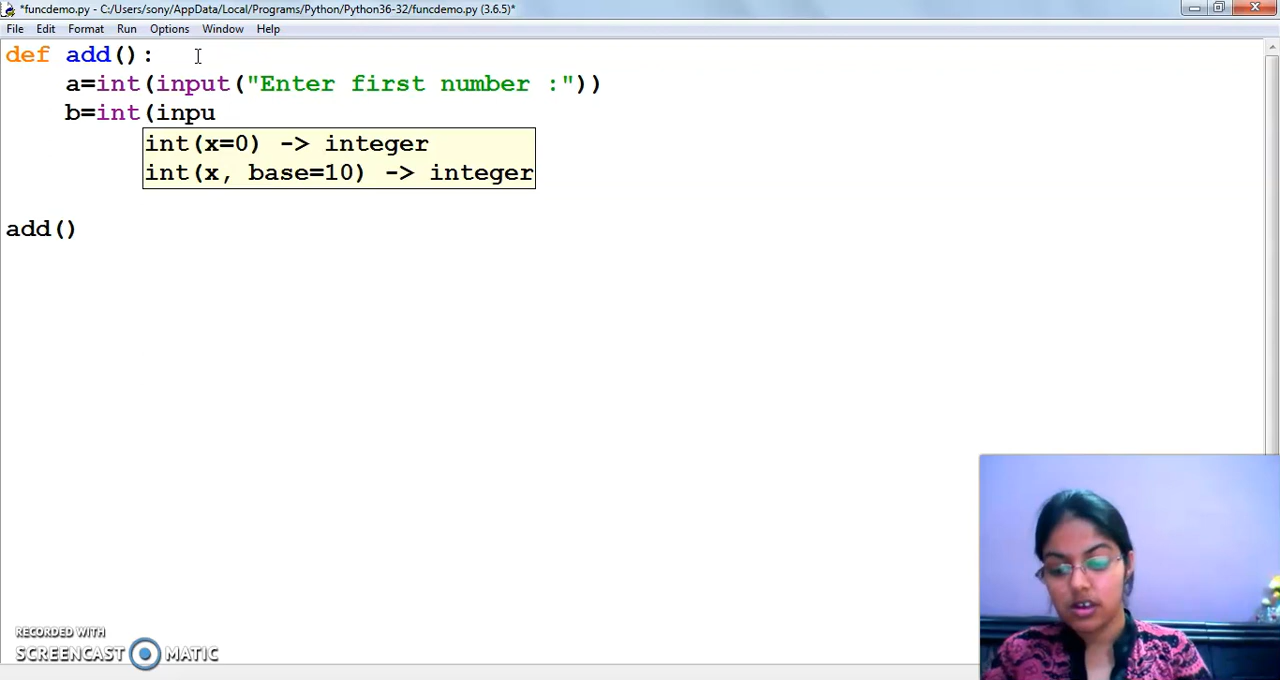 *funcdemo.py - C:/Users/sony/AppData/Local/Programs/Python/Python36-32/funcdemo.py (3.6.5)*
File Edit Format Run Options Window Help
def add():
a=int(input("Enter first number :"))
b=int(inpu
int(x=0) -> integer
int(x, base=10) -> integer
add()
RECORDED WITH
SCREENCAST MATIC